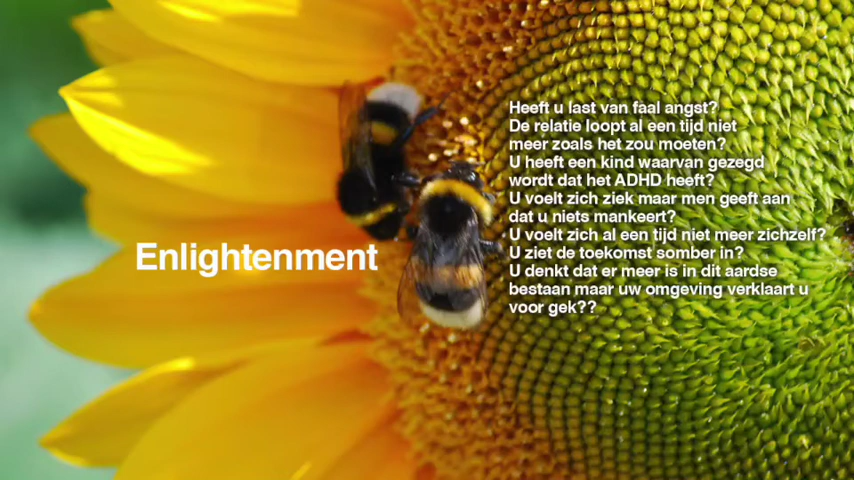 Enlightenment
Heeft u last van faal angst?
De relatie loopt al een tijd niet
meer zoals het zou moeten?
U heeft een kind waarvan gezegd
wordt dat het ADHD heeft?
U voelt zich ziek maar men geeft aan
dat u niets mankeert?
U voelt zich al een tijd niet meer zichzelf?
U ziet de toekomst somber in?
U denkt dat er meer is in dit aardse
bestaan maar uw omgeving verklaart u
voor gek??